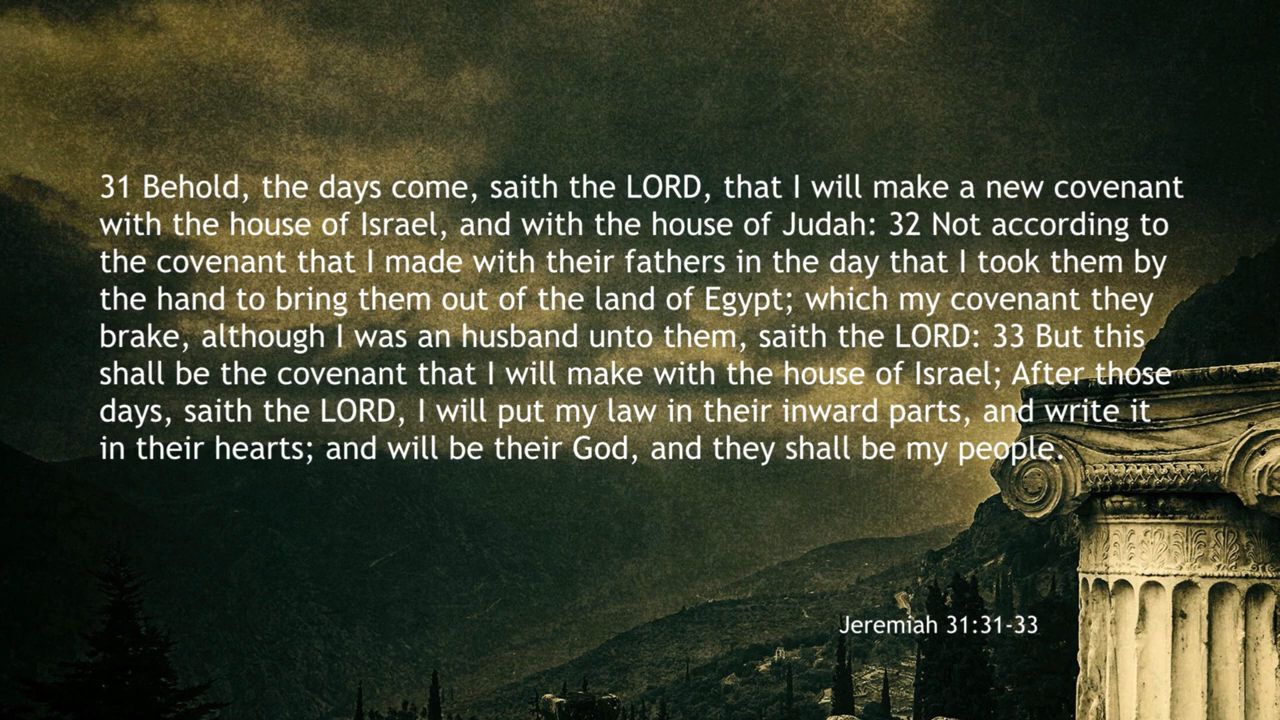 31 Behold, the days come, saith the LORD, that I will make a new covenant
with the house of Israel, and with the house of Judah: 32 Not according to
the covenant that I made with their fathers in the day that I took them by
the hand to bring them out of the land of Egypt; which my covenant they
brake, although I was an husband unto them, saith the LORD: 33 But this
shall be the covenant that I will make with the house of Israel; After those
days, saith the LORD, I will put my law in their inward parts, and write it
in their hearts; and will be their God, and they shall be my people.
Jeremiah 31:31-33